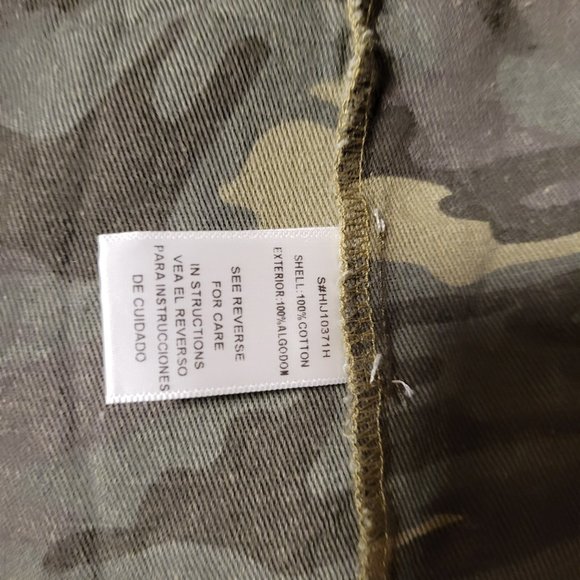 S#HIJ10371H
SHELL:100%COTTON
EXTERIOR:100%ALGODON
SEE REVERSE
FOR CARE
IN STRUCTIONS
VEA EL REVERSO
PARA INSTRUCCIONES
DE CUIDADO